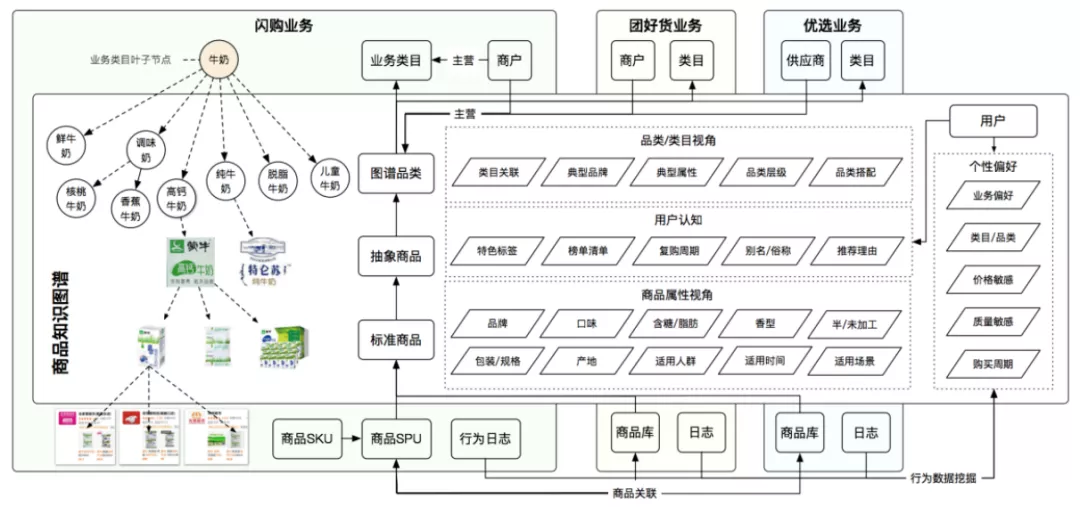 闪购业务
团好货业务
优选业务
业务类目叶子节点
牛奶
业务类目
主营
商户
商户
类目
供应商
类目
主营
鲜牛
奶
调味
奶
核桃
牛奶
香蕉
牛奶
高钙
牛奶
纯牛
奶
脱脂
牛奶
儿童
牛奶
图谱品类
品类/类目视角
类目关联
典型品牌
典型属性
品类层级
品类搭配
用户
个性偏好
业务偏好
类目/品类
价格敏感
质量敏感
购买周期
蒙牛
高钙牛奶
特仑苏
纯牛奶
抽象商品
用户认知
特色标签
榜单清单
复购周期
别名/俗称
推荐理由
商品知识图谱
标准商品
商品属性视角
品牌
口味
含糖/脂肪
香型
半/未加工
包装/规格
产地
适用人群
适用时间
适用场景
商品SKU
商品SPU
行为日志
商品库
日志
商品库
日志
行为数据挖掘
商品关联